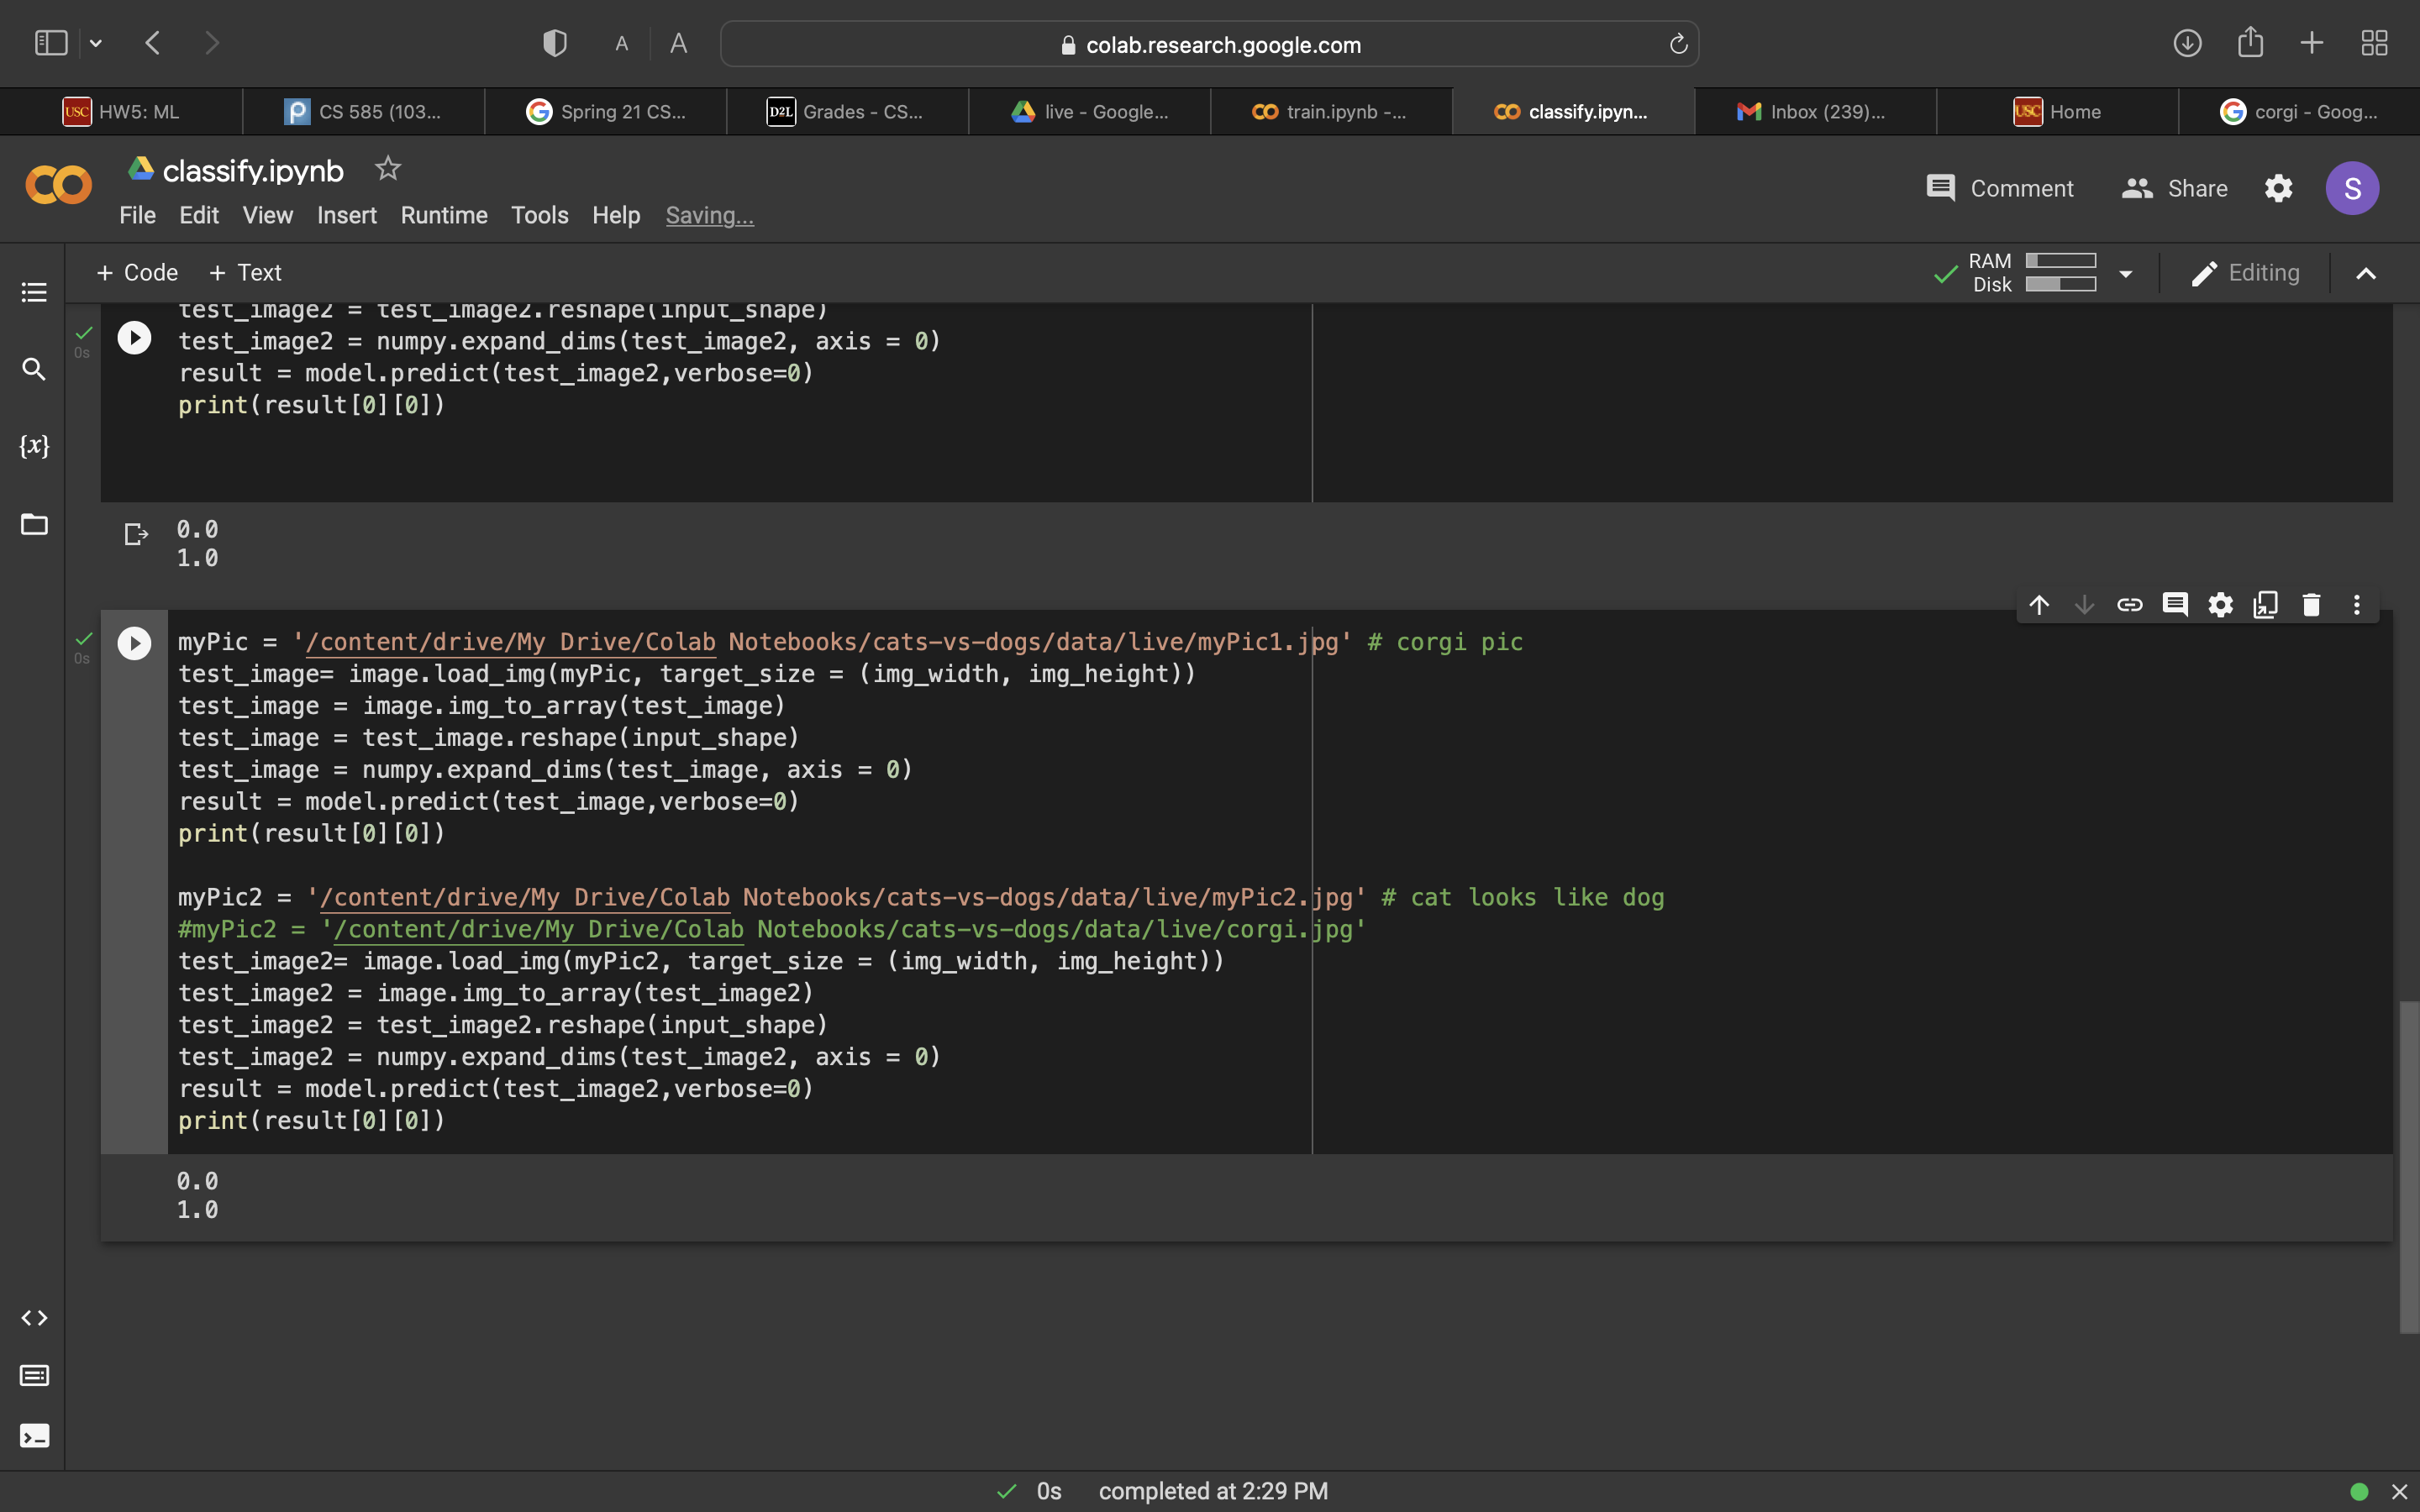 A A colab.research.google.com
USC HW5: ML
P CS 585 (103...
G Spring 21 CS...
D2L Grades - CS...
live - Google...
train.ipynb -...
classify.ipyn...
Inbox (239)...
USC Home
G corgi - Goog...
classify.ipynb
Comment Share S
File Edit View Insert Runtime Tools Help Saving...
+ Code + Text
RAM
Disk
Editing
test_image2 = test_image2.reshape(input_shape)
test_image2 = numpy.expand_dims(test_image2, axis = 0)
result = model.predict(test_image2,verbose=0)
print(result[0][0])
0s
{x}
0.0
1.0
0s
myPic = '/content/drive/My Drive/Colab Notebooks/cats-vs-dogs/data/live/myPic1.jpg' # corgi pic
test_image= image.load_img(myPic, target_size = (img_width, img_height))
test_image = image.img_to_array(test_image)
test_image = test_image.reshape(input_shape)
test_image = numpy.expand_dims(test_image, axis = 0)
result = model.predict(test_image,verbose=0)
print(result[0][0])
myPic2 = '/content/drive/My Drive/Colab Notebooks/cats-vs-dogs/data/live/myPic2.jpg' # cat looks like dog
#myPic2 = '/content/drive/My Drive/Colab Notebooks/cats-vs-dogs/data/live/corgi.jpg'
test_image2= image.load_img(myPic2, target_size = (img_width, img_height))
test_image2 = image.img_to_array(test_image2)
test_image2 = test_image2.reshape(input_shape)
test_image2 = numpy.expand_dims(test_image2, axis = 0)
result = model.predict(test_image2,verbose=0)
print(result[0][0])
0.0
1.0
0s completed at 2:29 PM